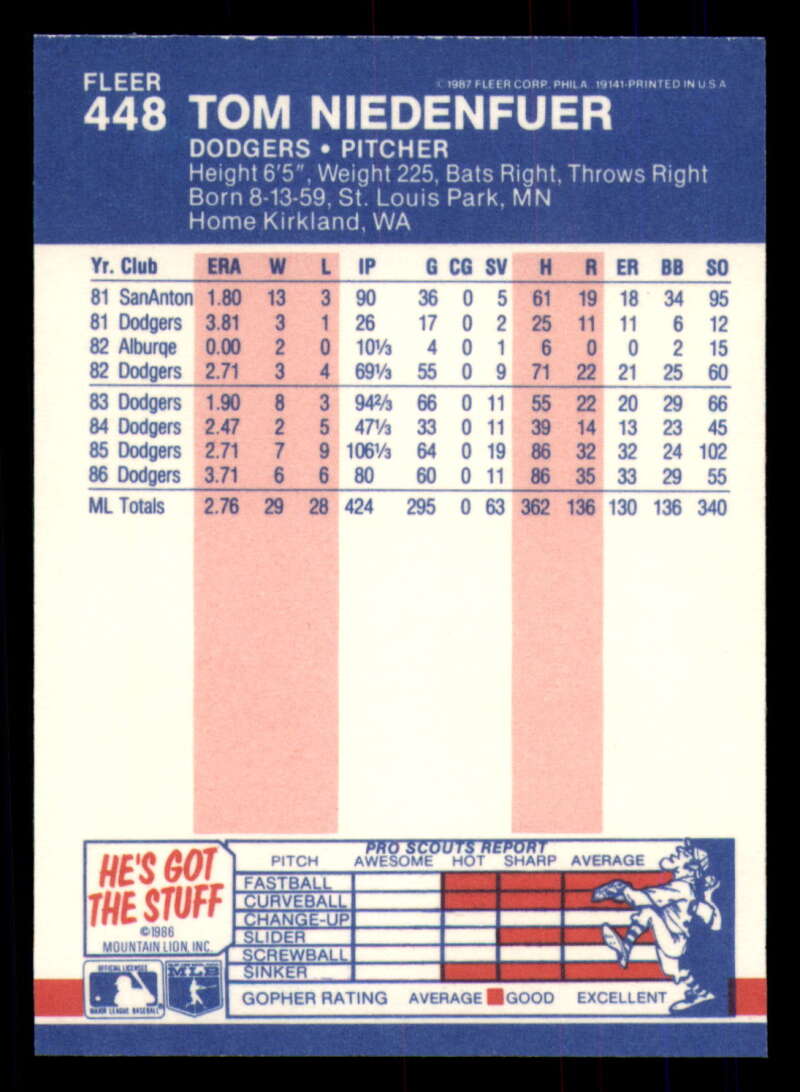 FLEER
©1987 FLEER CORP. PHILA. 19141-PRINTED IN U S A
448 TOM NIEDENFUER
DODGERS • PITCHER
Height 6'5", Weight 225, Bats Right, Throws Right
Born 8-13-59, St. Louis Park, MN
Home Kirkland, WA
Yr. Club ERA W L IP G CG SV H R ER BB SO
81 SanAnton 1.80 13 3 90 36 0 5 61 19 18 34 95
81 Dodgers 3.81 3 1 26 17 0 2 25 11 11 6 12
82 Alburqe 0.00 2 0 10⅓ 4 0 1 6 0 0 2 15
82 Dodgers 2.71 3 4 69⅓ 55 0 9 71 22 21 25 60
83 Dodgers 1.90 8 3 94⅔ 66 0 11 55 22 20 29 66
84 Dodgers 2.47 2 5 47⅓ 33 0 11 39 14 13 23 45
85 Dodgers 2.71 7 9 106⅓ 64 0 19 86 32 32 24 102
86 Dodgers 3.71 6 6 80 60 0 11 86 35 33 29 55
ML Totals 2.76 29 28 424 295 0 63 362 136 130 136 340
HE'S GOT
THE STUFF
©1986
MOUNTAIN LION, INC.
OFFICIAL LICENSEE
MAJOR LEAGUE BASEBALL
MLB
PRO SCOUTS REPORT
PITCH AWESOME HOT SHARP AVERAGE
FASTBALL
CURVEBALL
CHANGE-UP
SLIDER
SCREWBALL
SINKER
GOPHER RATING AVERAGE GOOD EXCELLENT